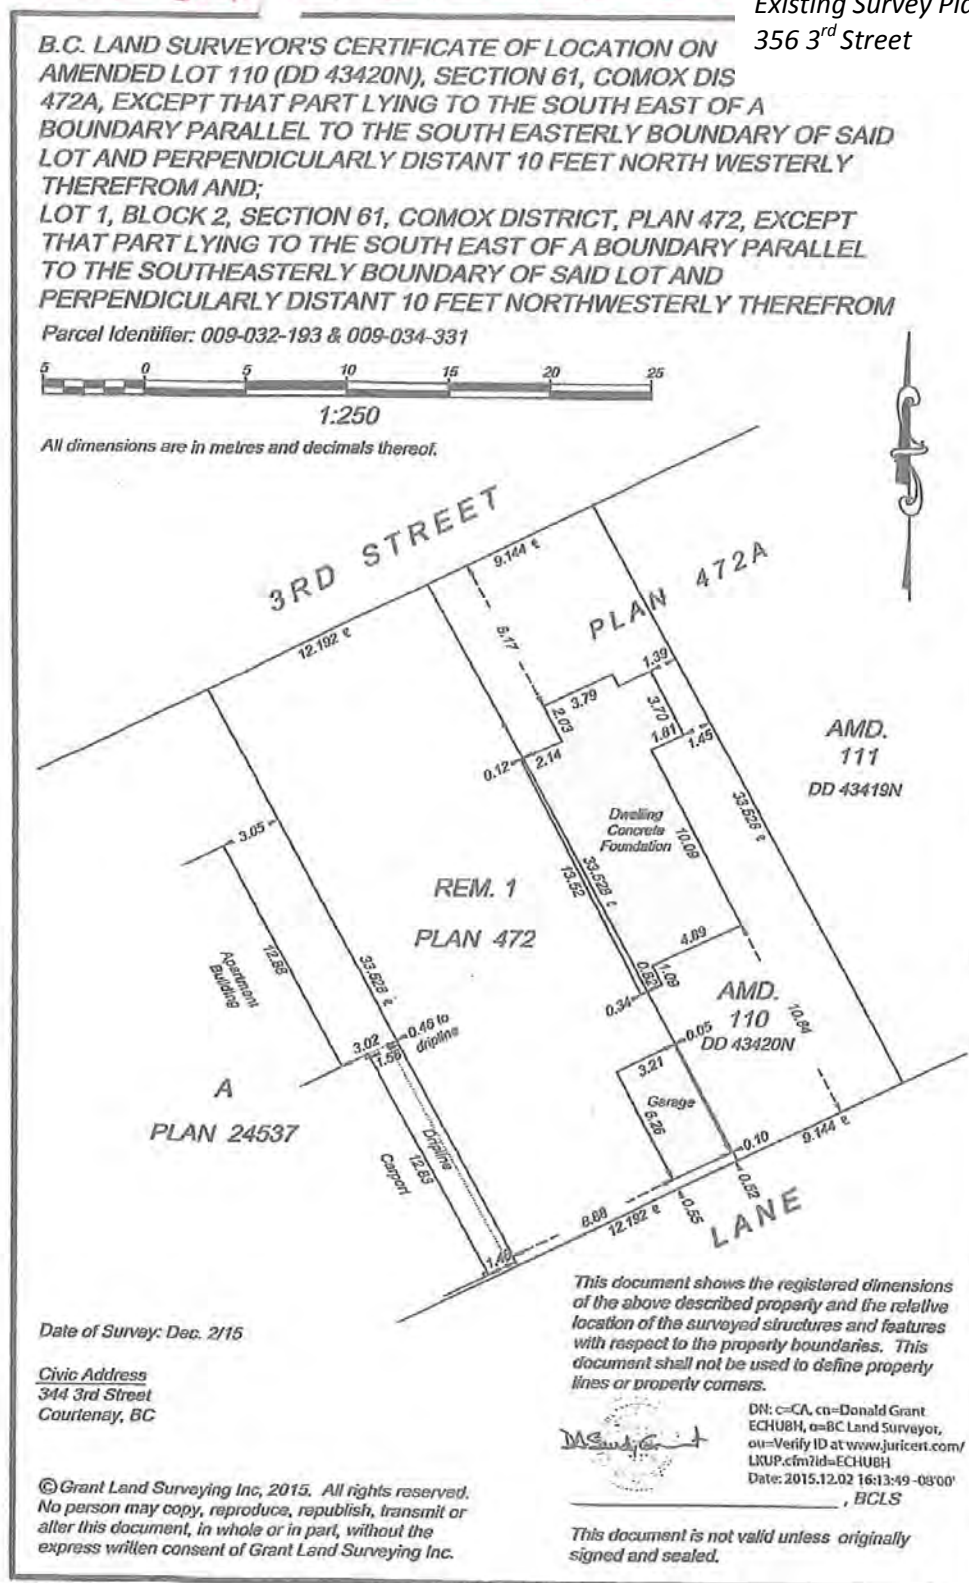 Existing Survey Pla
356 3rd Street
B.C. LAND SURVEYOR'S CERTIFICATE OF LOCATION ON
AMENDED LOT 110 (DD 43420N), SECTION 61, COMOX DIS
472A, EXCEPT THAT PART LYING TO THE SOUTH EAST OF A
BOUNDARY PARALLEL TO THE SOUTH EASTERLY BOUNDARY OF SAID
LOT AND PERPENDICULARLY DISTANT 10 FEET NORTH WESTERLY
THEREFROM AND;
LOT 1, BLOCK 2, SECTION 61, COMOX DISTRICT, PLAN 472, EXCEPT
THAT PART LYING TO THE SOUTH EAST OF A BOUNDARY PARALLEL
TO THE SOUTHEASTERLY BOUNDARY OF SAID LOT AND
PERPENDICULARLY DISTANT 10 FEET NORTHWESTERLY THEREFROM
Parcel Identifier: 009-032-193 & 009-034-331
5 0 5 10 15 20 25
1:250
All dimensions are in metres and decimals thereof.
3RD STREET
9.144 ¢
12.192 ¢
PLAN 472A
6.17
1.39
3.79
2.03
3.70
1.81
1.45
2.14
0.12
AMD.
111
DD 43419N
33.528 ¢
Dwelling
Concrete
Foundation
10.09
33.528 ¢
13.52
3.05
REM. 1
PLAN 472
12.88
Apartment
Building
33.528 ¢
4.89
1.09
0.82
0.34
AMD.
110
DD 43420N
10.84
0.05
0.46 to
dripline
3.02
1.56
3.21
Garage
6.26
A
PLAN 24537
Dripline
12.83
Carport
0.10
9.144 ¢
0.52
0.55
8.88
12.192 ¢
LANE
1.40
This document shows the registered dimensions
of the above described property and the relative
location of the surveyed structures and features
with respect to the property boundaries. This
document shall not be used to define property
lines or property corners.
Date of Survey: Dec. 2/15
Civic Address
344 3rd Street
Courtenay, BC
DN: c=CA, cn=Donald Grant
ECHUBH, o=BC Land Surveyor,
ou=Verify ID at www.juricert.com/
LKUP.cfm?id=ECHUBH
Date: 2015.12.02 16:13:49 -08'00'
, BCLS
© Grant Land Surveying Inc, 2015. All rights reserved.
No person may copy, reproduce, republish, transmit or
alter this document, in whole or in part, without the
express written consent of Grant Land Surveying Inc.
This document is not valid unless originally
signed and sealed.